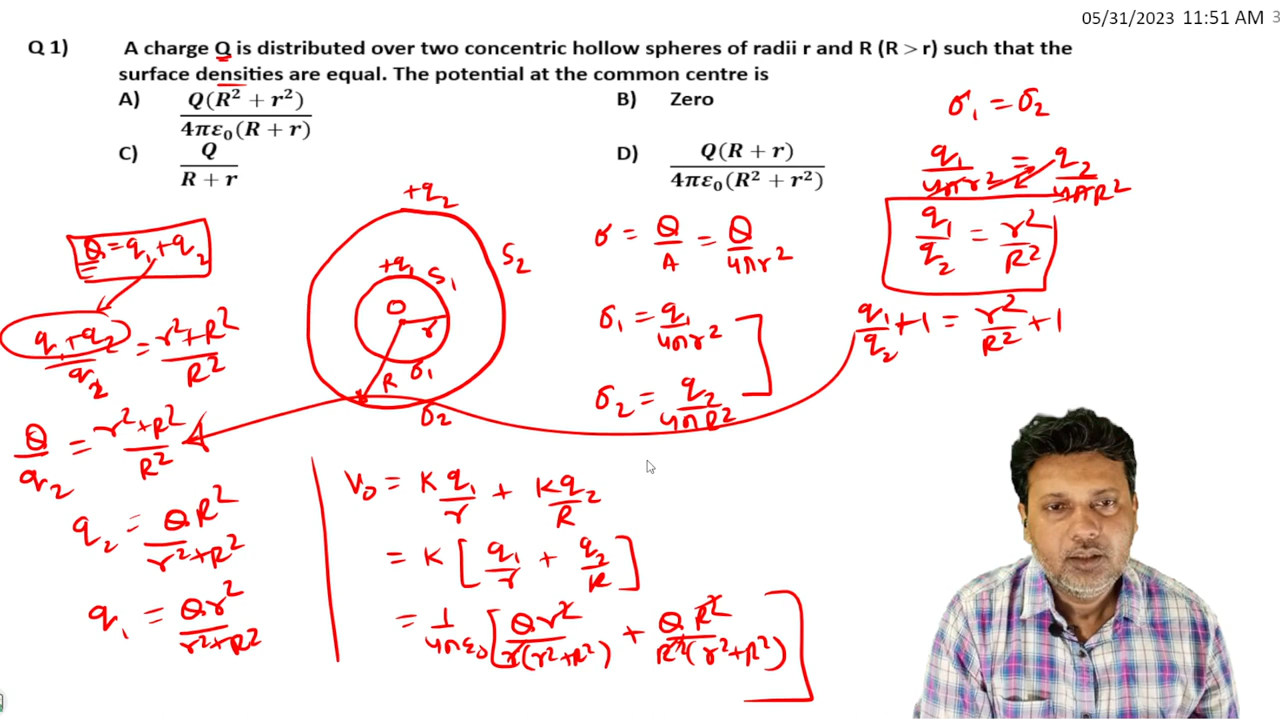 05/31/2023 11:51 AM 3
Q 1) A charge Q is distributed over two concentric hollow spheres of radii r and R (R > r) such that the
surface densities are equal. The potential at the common centre is
A) Q(R² + r²) / 4πε₀(R + r)
B) Zero
C) Q / R + r
D) Q(R + r) / 4πε₀(R² + r²)
σ₁ = σ₂
q₁ / 4πr² = q₂ / 4πR²
q₁ / q₂ = r² / R²
q₁ / q₂ + 1 = r² / R² + 1
σ = Q / A = Q / 4πr²
σ₁ = q₁ / 4πr²
σ₂ = q₂ / 4πR²
+q₂
S₂
+q₁
S₁
O
r
R
σ₁
σ₂
Q = q₁ + q₂
q₁ + q₂ / q₂ = r² + R² / R²
Q / q₂ = r² + R² / R²
q₂ = QR² / r² + R²
q₁ = Qr² / r² + R²
V₀ = K q₁ / r + K q₂ / R
= K [ q₁ / r + q₂ / R ]
= 1 / 4πε₀ [ Qr² / r(r² + R²) + QR² / R(r² + R²) ]